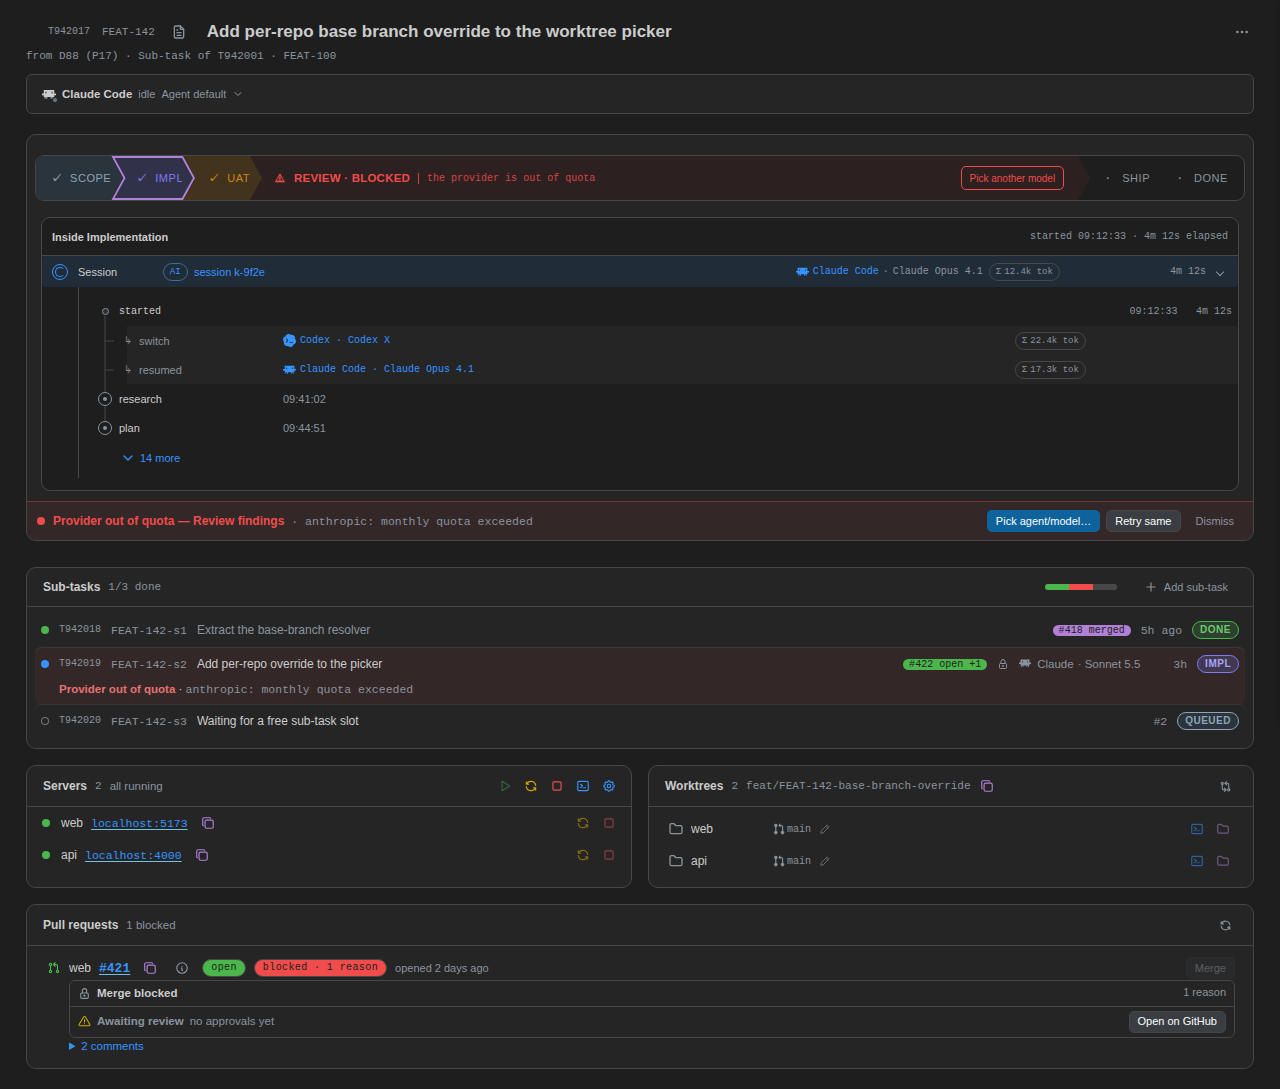 T942017 FEAT-142 Add per-repo base branch override to the worktree picker
from D88 (P17) · Sub-task of T942001 · FEAT-100
Claude Code idle Agent default
SCOPE IMPL UAT REVIEW · BLOCKED the provider is out of quota Pick another model · SHIP · DONE
Inside Implementation started 09:12:33 · 4m 12s elapsed
Session AI session k-9f2e Claude Code · Claude Opus 4.1 Σ 12.4k tok 4m 12s
started 09:12:33 4m 12s
↳ switch Codex · Codex X Σ 22.4k tok
↳ resumed Claude Code · Claude Opus 4.1 Σ 17.3k tok
research 09:41:02
plan 09:44:51
14 more
Provider out of quota — Review findings · anthropic: monthly quota exceeded Pick agent/model… Retry same Dismiss
Sub-tasks 1/3 done Add sub-task
T942018 FEAT-142-s1 Extract the base-branch resolver #418 merged 5h ago DONE
T942019 FEAT-142-s2 Add per-repo override to the picker #422 open +1 Claude · Sonnet 5.5 3h IMPL
Provider out of quota · anthropic: monthly quota exceeded
T942020 FEAT-142-s3 Waiting for a free sub-task slot #2 QUEUED
Servers 2 all running
web localhost:5173
api localhost:4000
Worktrees 2 feat/FEAT-142-base-branch-override
web main
api main
Pull requests 1 blocked
web #421 open blocked · 1 reason opened 2 days ago Merge
Merge blocked 1 reason
Awaiting review no approvals yet Open on GitHub
2 comments